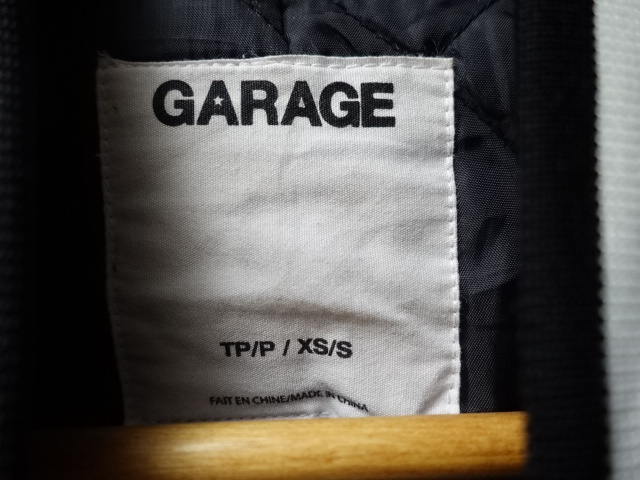 GARAGE
TP/P / XS/S
FAIT EN CHINE/MADE IN CHINA